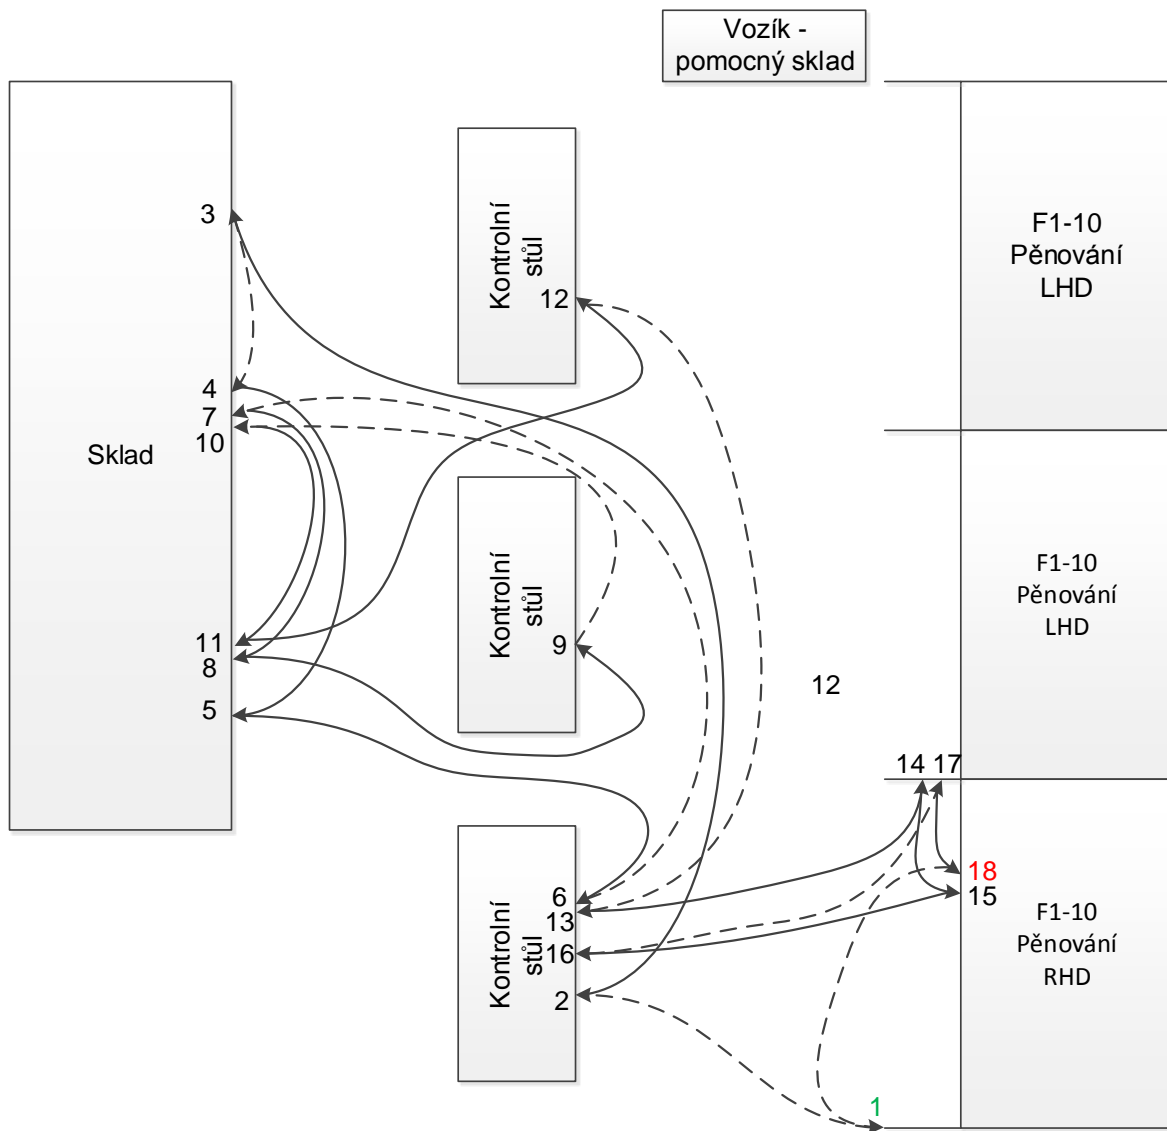 Vozík -
pomocný sklad
3
4
7
10
Sklad
11
8
5
Kontrolní
stůl
12
Kontrolní
stůl
9
Kontrolní
stůl
6
13
16
2
12
14 17
18
15
1
F1-10
Pěnování
LHD
F1-10
Pěnování
LHD
F1-10
Pěnování
RHD